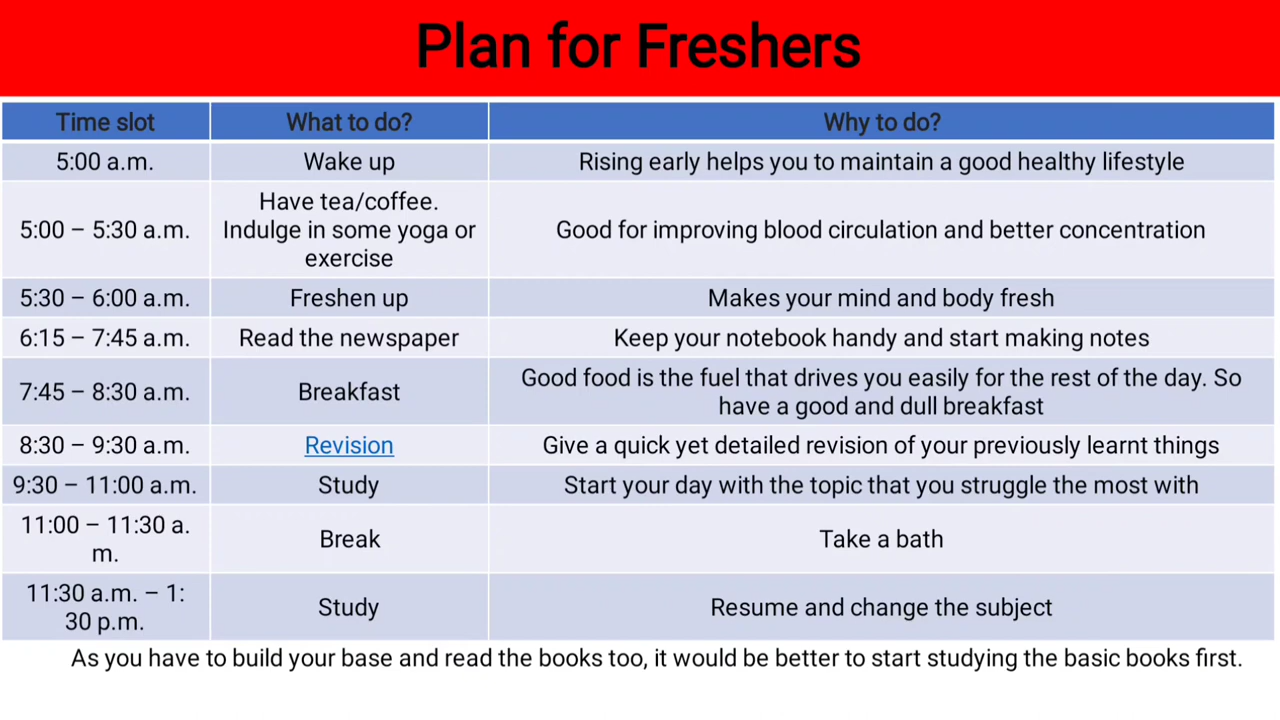 Plan for Freshers
Time slot What to do? Why to do?
5:00 a.m. Wake up Rising early helps you to maintain a good healthy lifestyle
5:00 – 5:30 a.m. Have tea/coffee.
Indulge in some yoga or
exercise Good for improving blood circulation and better concentration
5:30 – 6:00 a.m. Freshen up Makes your mind and body fresh
6:15 – 7:45 a.m. Read the newspaper Keep your notebook handy and start making notes
7:45 – 8:30 a.m. Breakfast Good food is the fuel that drives you easily for the rest of the day. So
have a good and dull breakfast
8:30 – 9:30 a.m. Revision Give a quick yet detailed revision of your previously learnt things
9:30 – 11:00 a.m. Study Start your day with the topic that you struggle the most with
11:00 – 11:30 a.
m. Break Take a bath
11:30 a.m. – 1:
30 p.m. Study Resume and change the subject
As you have to build your base and read the books too, it would be better to start studying the basic books first.